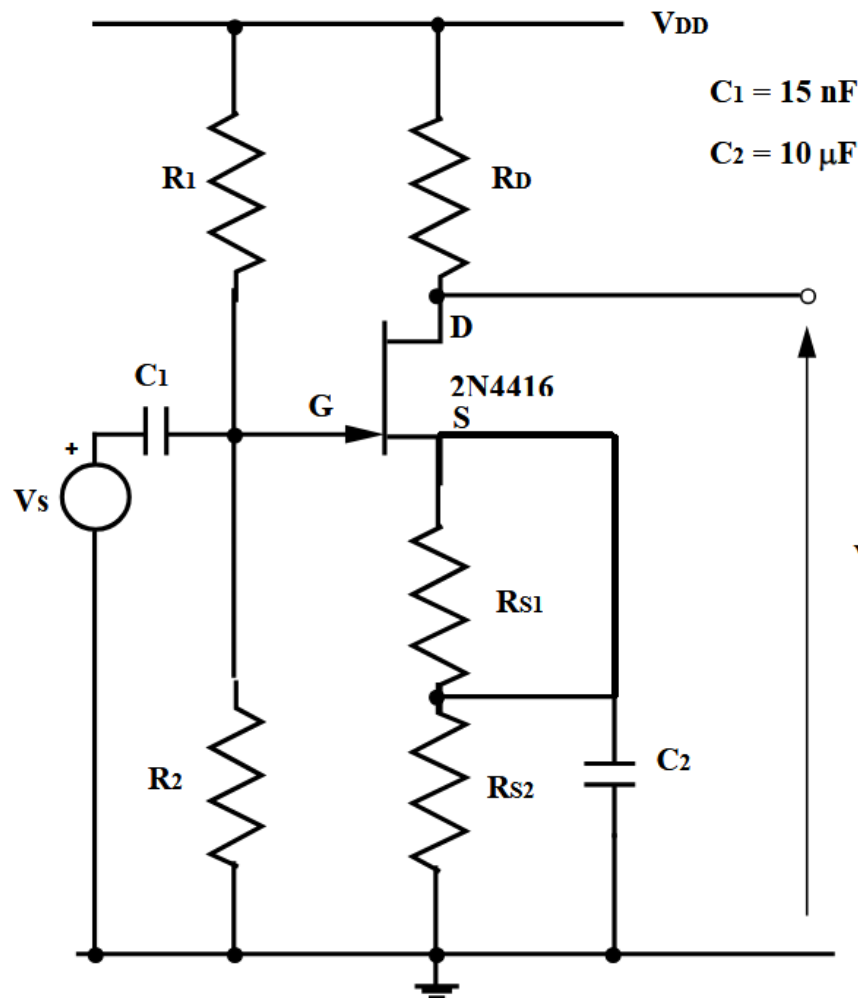 VDD
C1 = 15 nF
C2 = 10 μF
R1
RD
D
C1
2N4416
G
S
+
Vs
RS1
R2
RS2
C2